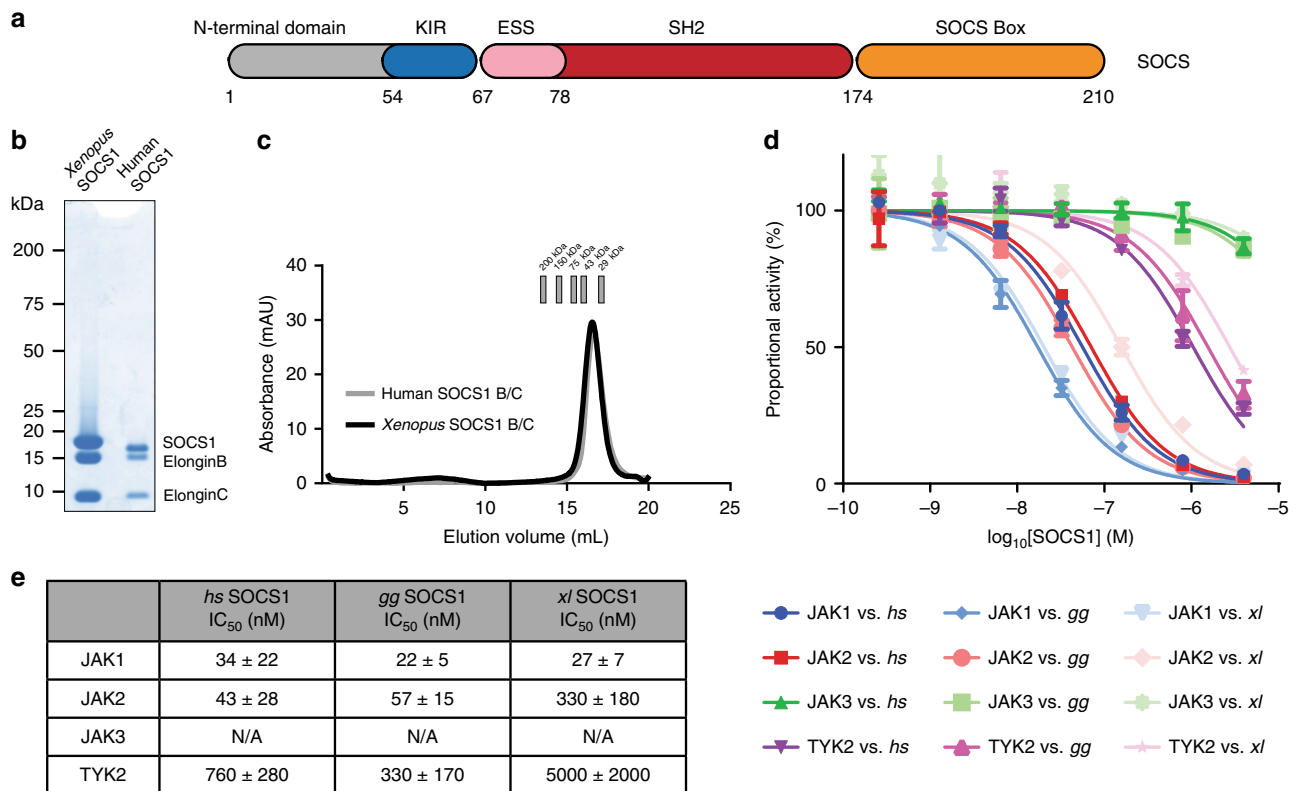 a
N-terminal domain KIR ESS SH2 SOCS Box
SOCS
1 54 67 78 174 210
b
Xenopus SOCS1
Human SOCS1
kDa
200
75
50
25
20
15
10
SOCS1
ElonginB
ElonginC
c
200 kDa
150 kDa
75 kDa
43 kDa
29 kDa
Absorbance (mAU)
40
30
20
10
0
Human SOCS1 B/C
Xenopus SOCS1 B/C
5 10 15 20 25
Elution volume (mL)
d
Proportional activity (%)
100
50
0
–10 –9 –8 –7 –6 –5
log10[SOCS1] (M)
e
hs SOCS1 IC50 (nM) gg SOCS1 IC50 (nM) xl SOCS1 IC50 (nM)
JAK1 34 ± 22 22 ± 5 27 ± 7
JAK2 43 ± 28 57 ± 15 330 ± 180
JAK3 N/A N/A N/A
TYK2 760 ± 280 330 ± 170 5000 ± 2000
JAK1 vs. hs JAK1 vs. gg JAK1 vs. xl
JAK2 vs. hs JAK2 vs. gg JAK2 vs. xl
JAK3 vs. hs JAK3 vs. gg JAK3 vs. xl
TYK2 vs. hs TYK2 vs. gg TYK2 vs. xl